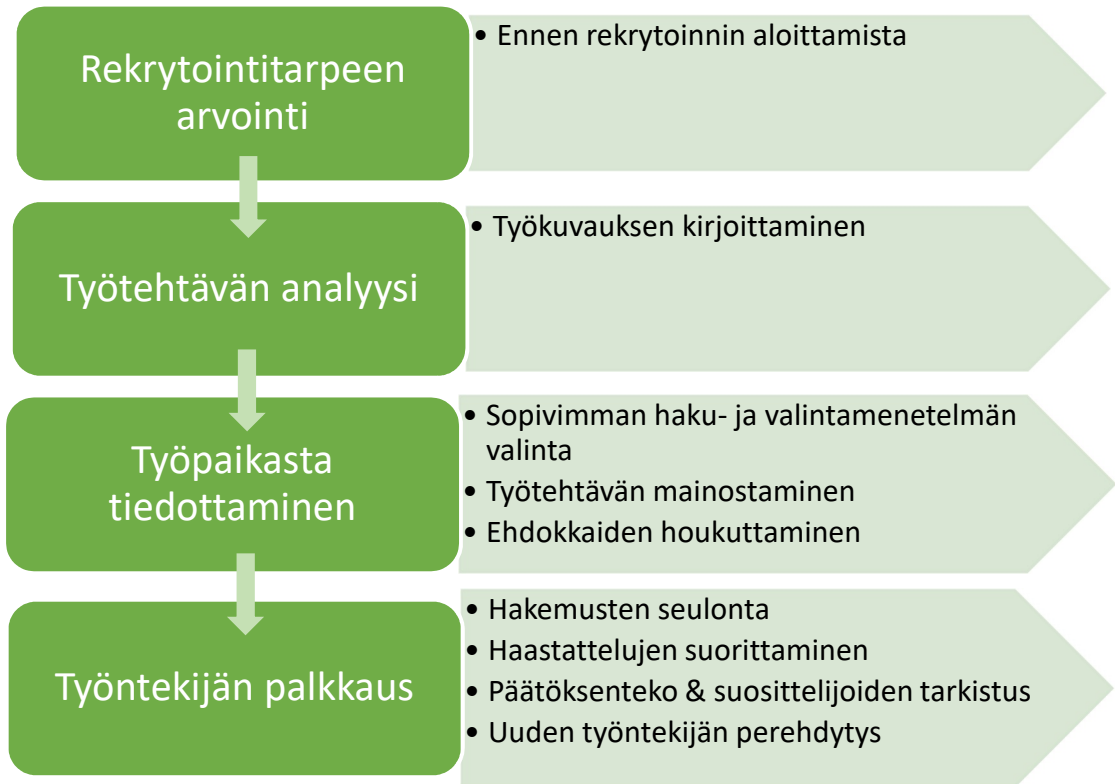 Rekrytointitarpeen
arvointi
• Ennen rekrytoinnin aloittamista
Työtehtävän analyysi
• Työkuvauksen kirjoittaminen
Työpaikasta
tiedottaminen
• Sopivimman haku- ja valintamenetelmän
valinta
• Työtehtävän mainostaminen
• Ehdokkaiden houkuttaminen
Työntekijän palkkaus
• Hakemusten seulonta
• Haastattelujen suorittaminen
• Päätöksenteko & suosittelijoiden tarkistus
• Uuden työntekijän perehdytys